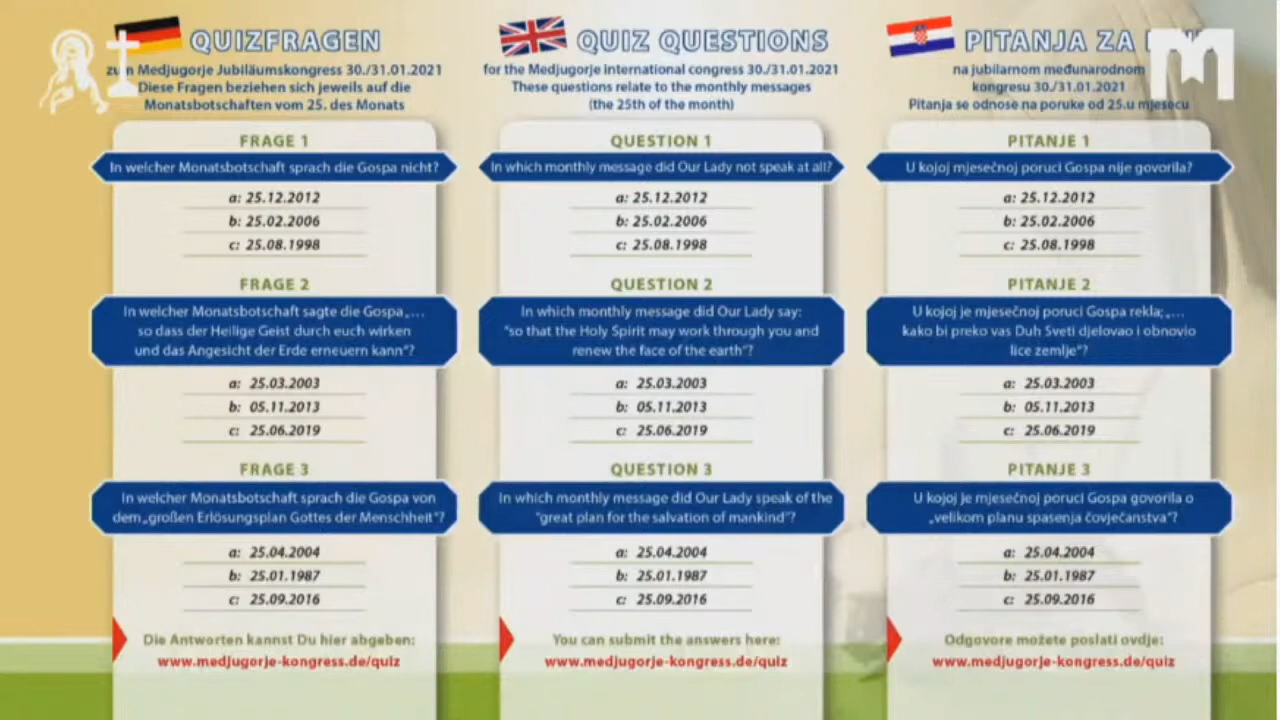 QUIZFRAGEN
zum Medjugorje Jubiläumskongress 30./31.01.2021
Diese Fragen beziehen sich jeweils auf die
Monatsbotschaften vom 25. des Monats
FRAGE 1
In welcher Monatsbotschaft sprach die Gospa nicht?
a: 25.12.2012
b: 25.02.2006
c: 25.08.1998
FRAGE 2
In welcher Monatsbotschaft sagte die Gospa„…
so dass der Heilige Geist durch euch wirken
und das Angesicht der Erde erneuern kann“?
a: 25.03.2003
b: 05.11.2013
c: 25.06.2019
FRAGE 3
In welcher Monatsbotschaft sprach die Gospa von
dem„großen Erlösungsplan Gottes der Menschheit“?
a: 25.04.2004
b: 25.01.1987
c: 25.09.2016
Die Antworten kannst Du hier abgeben:
www.medjugorje-kongress.de/quiz
QUIZ QUESTIONS
for the Medjugorje international congress 30./31.01.2021
These questions relate to the monthly messages
(the 25th of the month)
QUESTION 1
In which monthly message did Our Lady not speak at all?
a: 25.12.2012
b: 25.02.2006
c: 25.08.1998
QUESTION 2
In which monthly message did Our Lady say:
"so that the Holy Spirit may work through you and
renew the face of the earth"?
a: 25.03.2003
b: 05.11.2013
c: 25.06.2019
QUESTION 3
In which monthly message did Our Lady speak of the
"great plan for the salvation of mankind"?
a: 25.04.2004
b: 25.01.1987
c: 25.09.2016
You can submit the answers here:
www.medjugorje-kongress.de/quiz
PITANJA ZA
na jubilarnom međunarodnom
kongresu 30./31.01.2021
Pitanja se odnose na poruke od 25.u mjesecu
PITANJE 1
U kojoj mjesečnoj poruci Gospa nije govorila?
a: 25.12.2012
b: 25.02.2006
c: 25.08.1998
PITANJE 2
U kojoj je mjesečnoj poruci Gospa rekla;„…
kako bi preko vas Duh Sveti djelovao i obnovio
lice zemlje“?
a: 25.03.2003
b: 05.11.2013
c: 25.06.2019
PITANJE 3
U kojoj je mjesečnoj poruci Gospa govorila o
„velikom planu spasenja čovječanstva“?
a: 25.04.2004
b: 25.01.1987
c: 25.09.2016
Odgovore možete poslati ovdje:
www.medjugorje-kongress.de/quiz